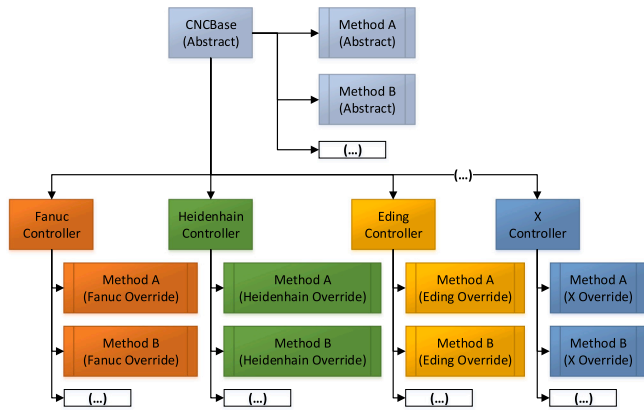 CNCBase
(Abstract)
Method A
(Abstract)
Method B
(Abstract)
(...)
(...)
Fanuc
Controller
Heidenhain
Controller
Eding
Controller
X
Controller
Method A
(Fanuc Override)
Method A
(Heidenhain Override)
Method A
(Eding Override)
Method A
(X Override)
Method B
(Fanuc Override)
Method B
(Heidenhain Override)
Method B
(Eding Override)
Method B
(X Override)
(...)
(...)
(...)
(...)